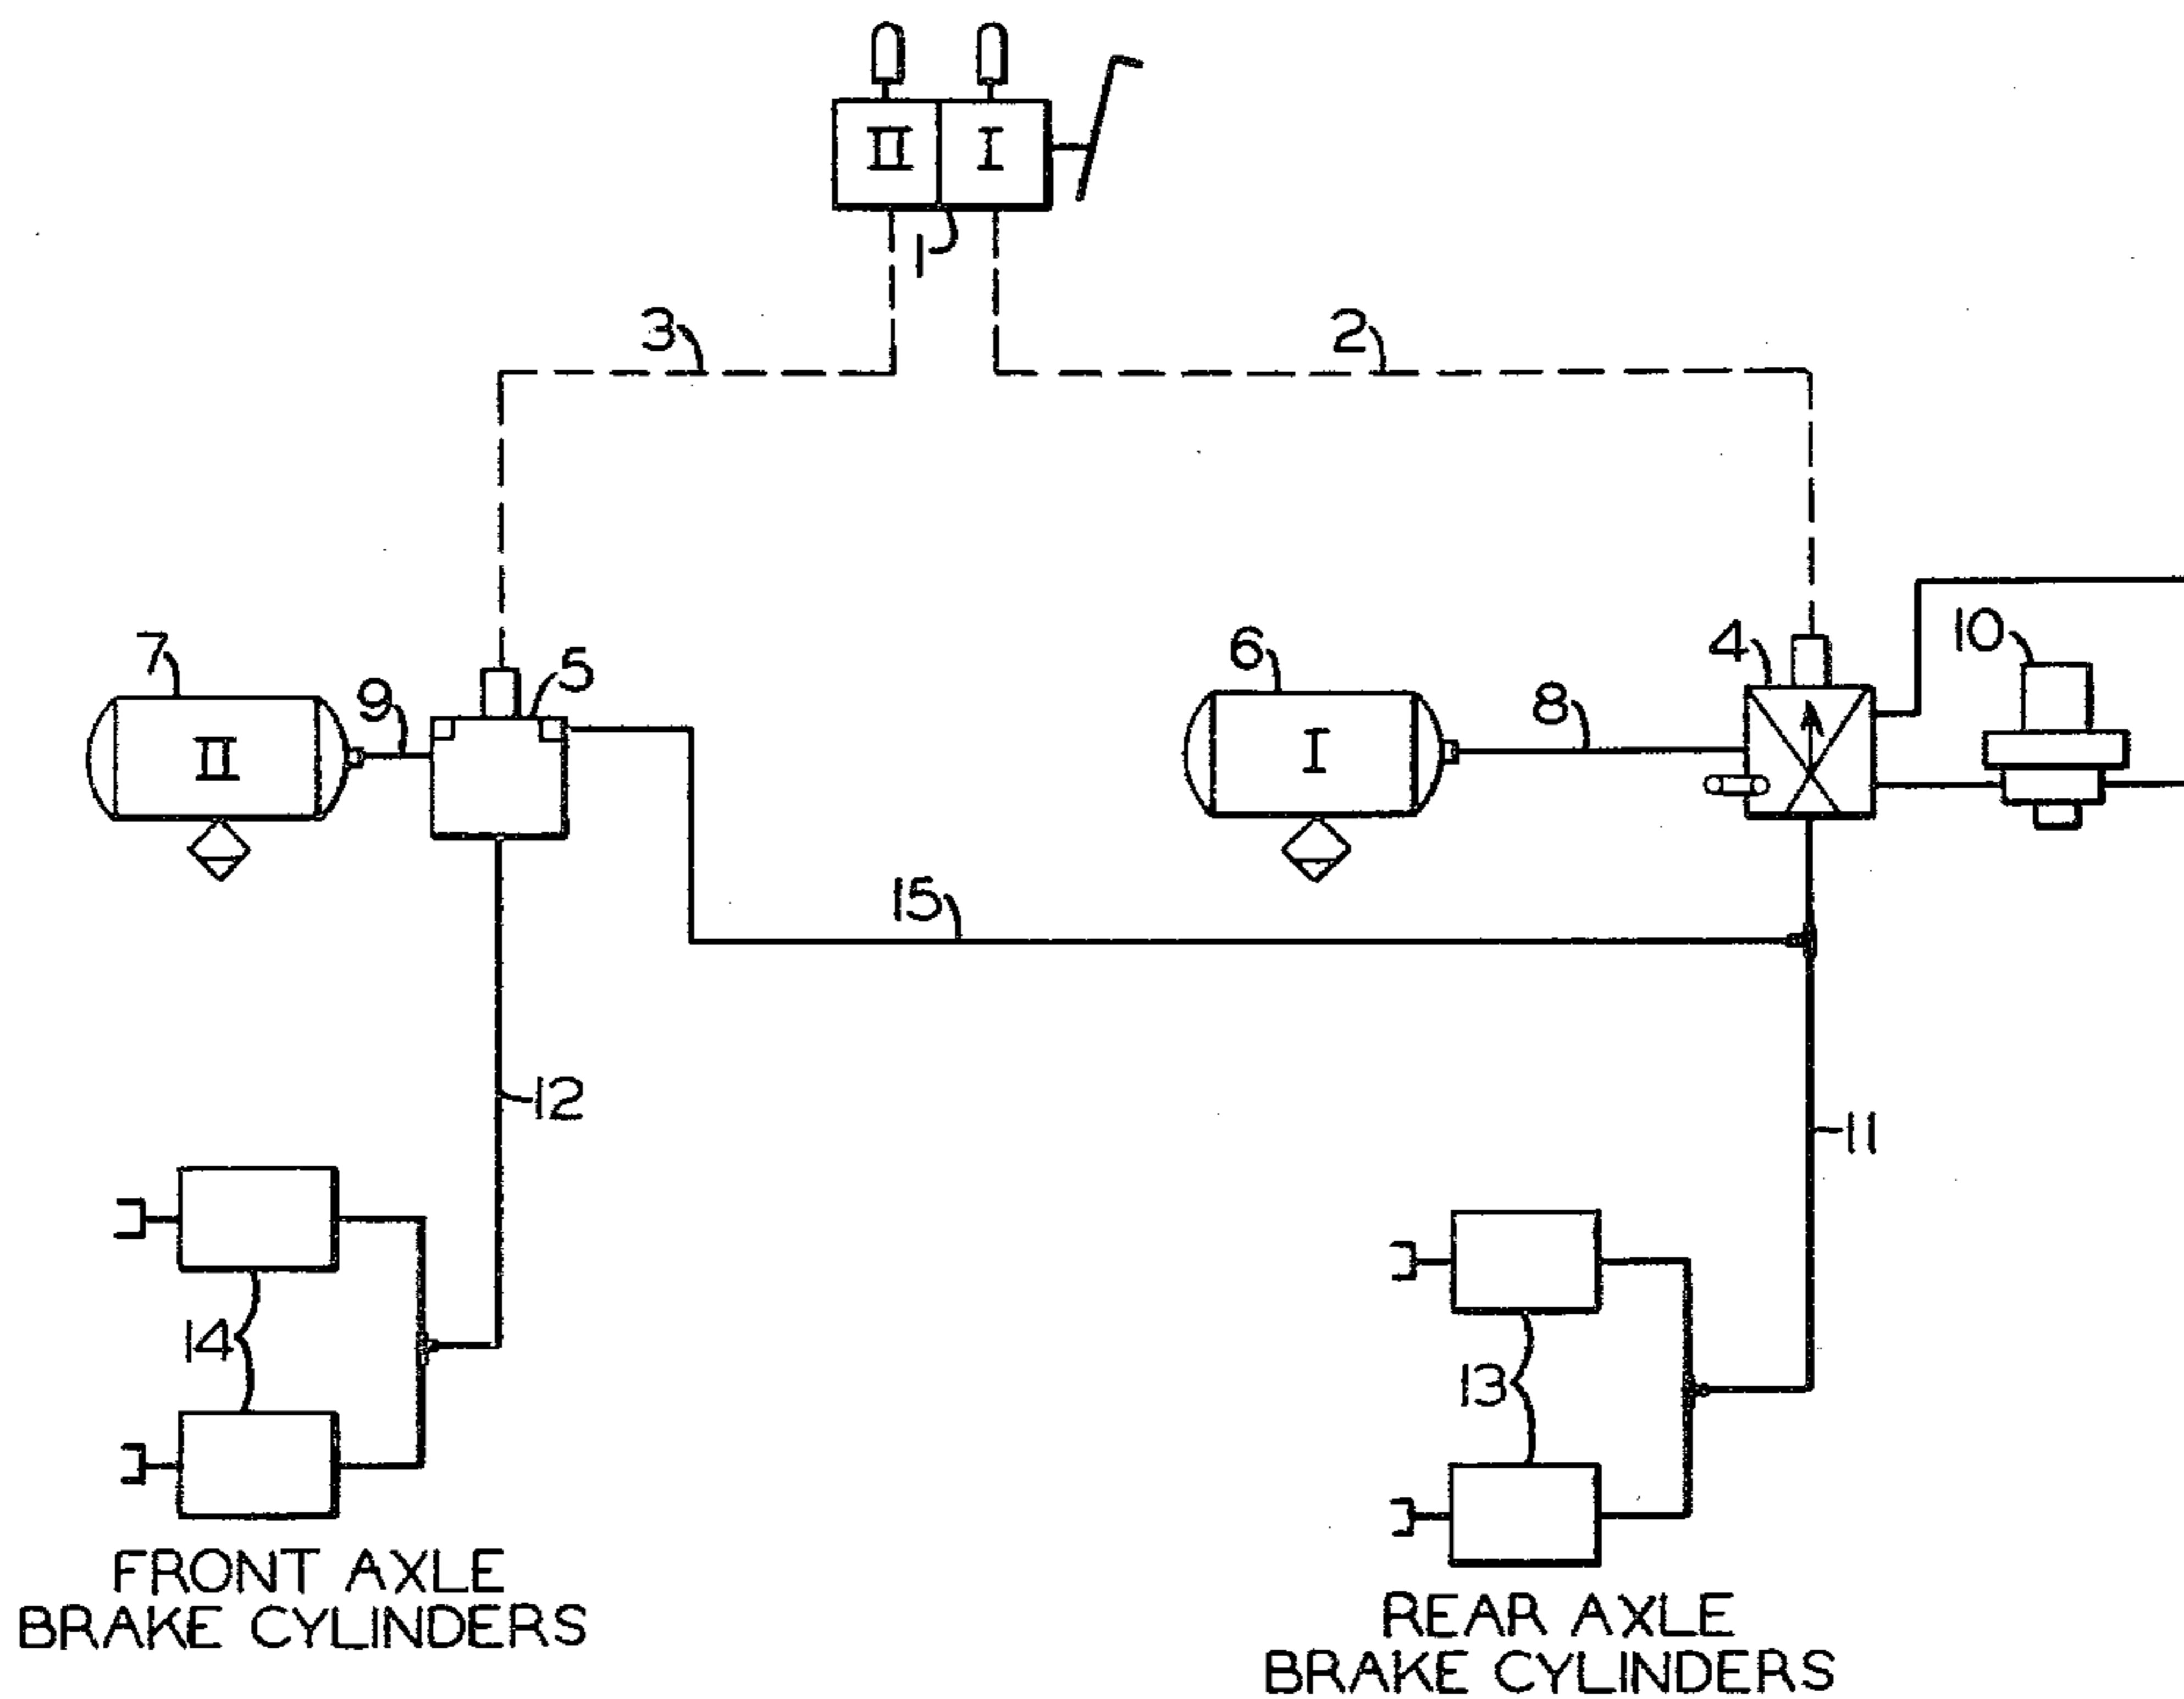 II I
1
3
2
7
9
5
6
8
4
10
II
I
15
12
11
14
13
FRONT AXLE
BRAKE CYLINDERS
REAR AXLE
BRAKE CYLINDERS